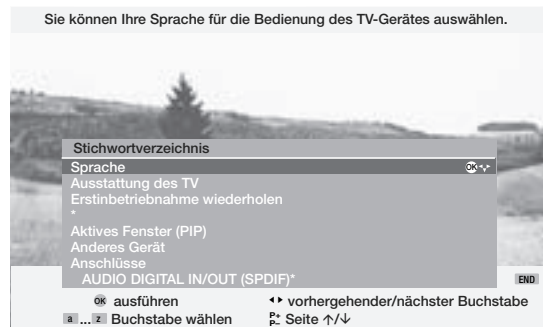 Sie können Ihre Sprache für die Bedienung des TV-Gerätes auswählen.
Stichwortverzeichnis
Sprache OK
Ausstattung des TV
Erstinbetriebnahme wiederholen
*
Aktives Fenster (PIP)
Anderes Gerät
Anschlüsse
AUDIO DIGITAL IN/OUT (SPDIF)*
END
OK ausführen ◂▸ vorhergehender/nächster Buchstabe
a ... z Buchstabe wählen P+ P– Seite ↑/↓